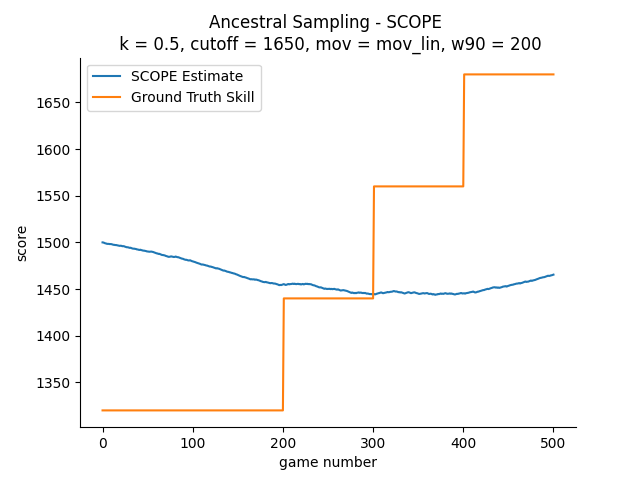 Ancestral Sampling - SCOPE
k = 0.5, cutoff = 1650, mov = mov_lin, w90 = 200
SCOPE Estimate
Ground Truth Skill
1650
1600
1550
1500
1450
1400
1350
score
0 100 200 300 400 500
game number